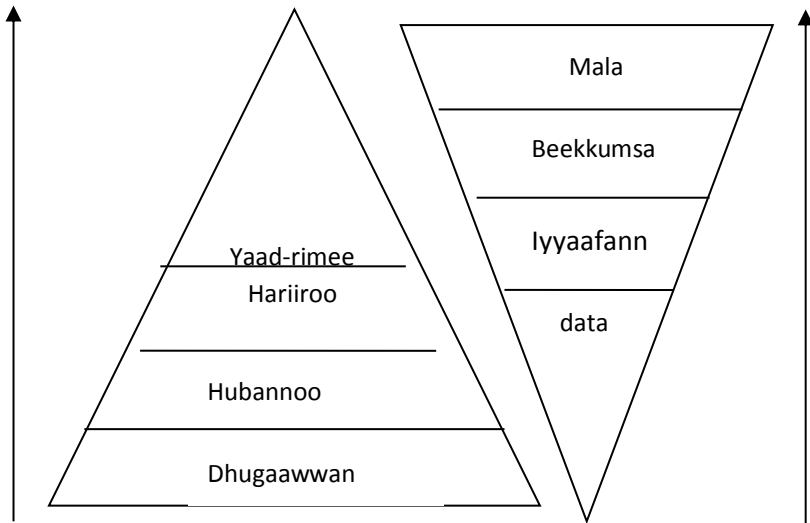 Yaad-rimee
Hariiroo
Hubannoo
Dhugaawwan
Mala
Beekkumsa
Iyyaafann
data